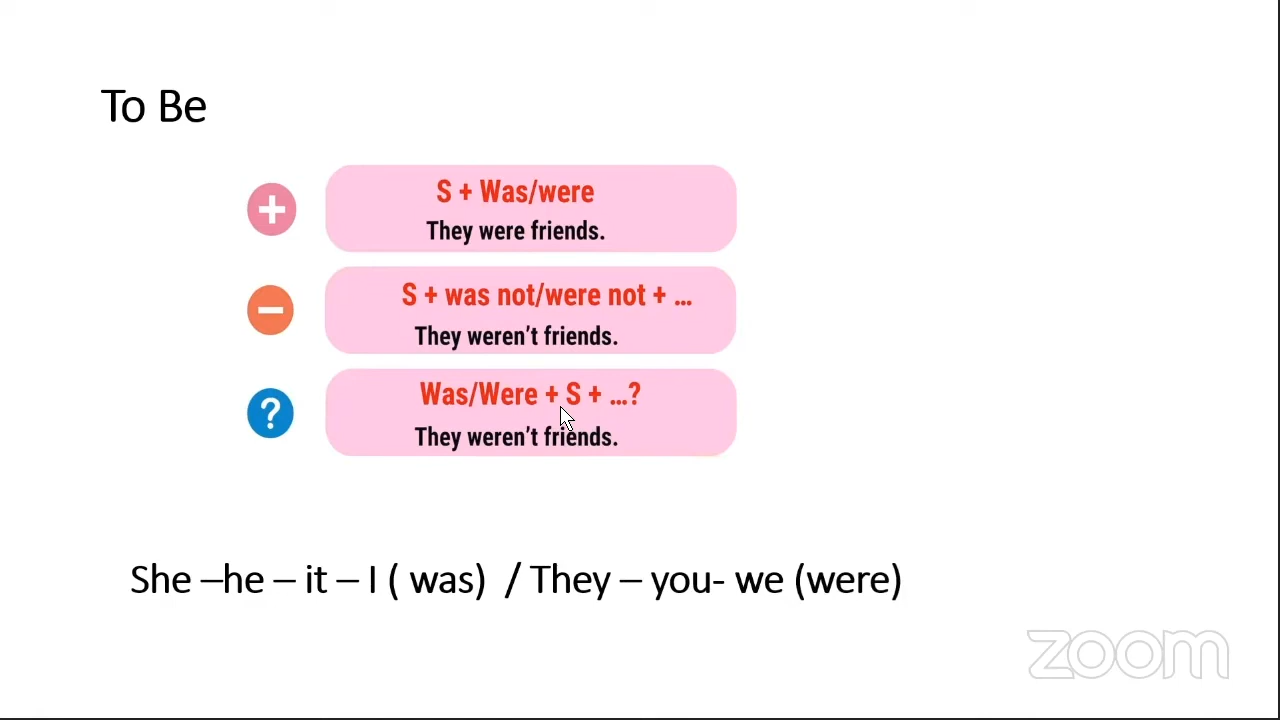 To Be
S + Was/were
They were friends.
S + was not/were not + ...
They weren't friends.
Was/Were + S + ...?
They weren't friends.
She –he – it – I ( was)  / They – you- we (were)
zoom